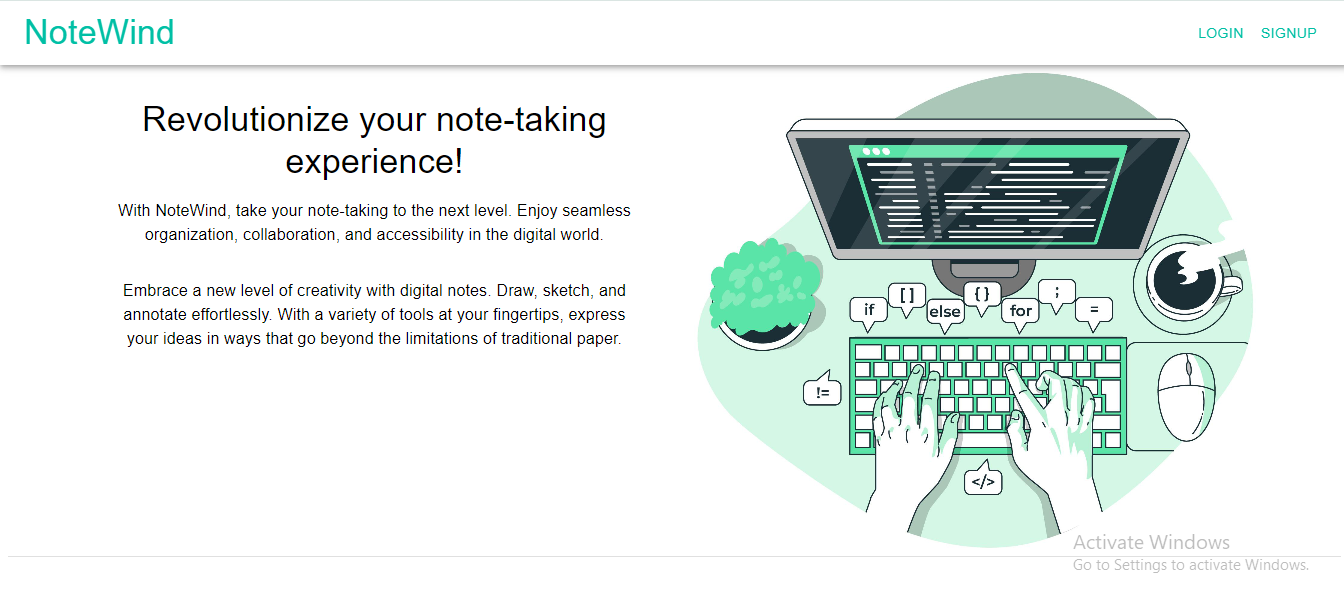 NoteWind
LOGIN SIGNUP
Revolutionize your note-taking
experience!
With NoteWind, take your note-taking to the next level. Enjoy seamless
organization, collaboration, and accessibility in the digital world.
Embrace a new level of creativity with digital notes. Draw, sketch, and
annotate effortlessly. With a variety of tools at your fingertips, express
your ideas in ways that go beyond the limitations of traditional paper.
if [ ] else { } for ; =
!=
</>
Activate Windows
Go to Settings to activate Windows.